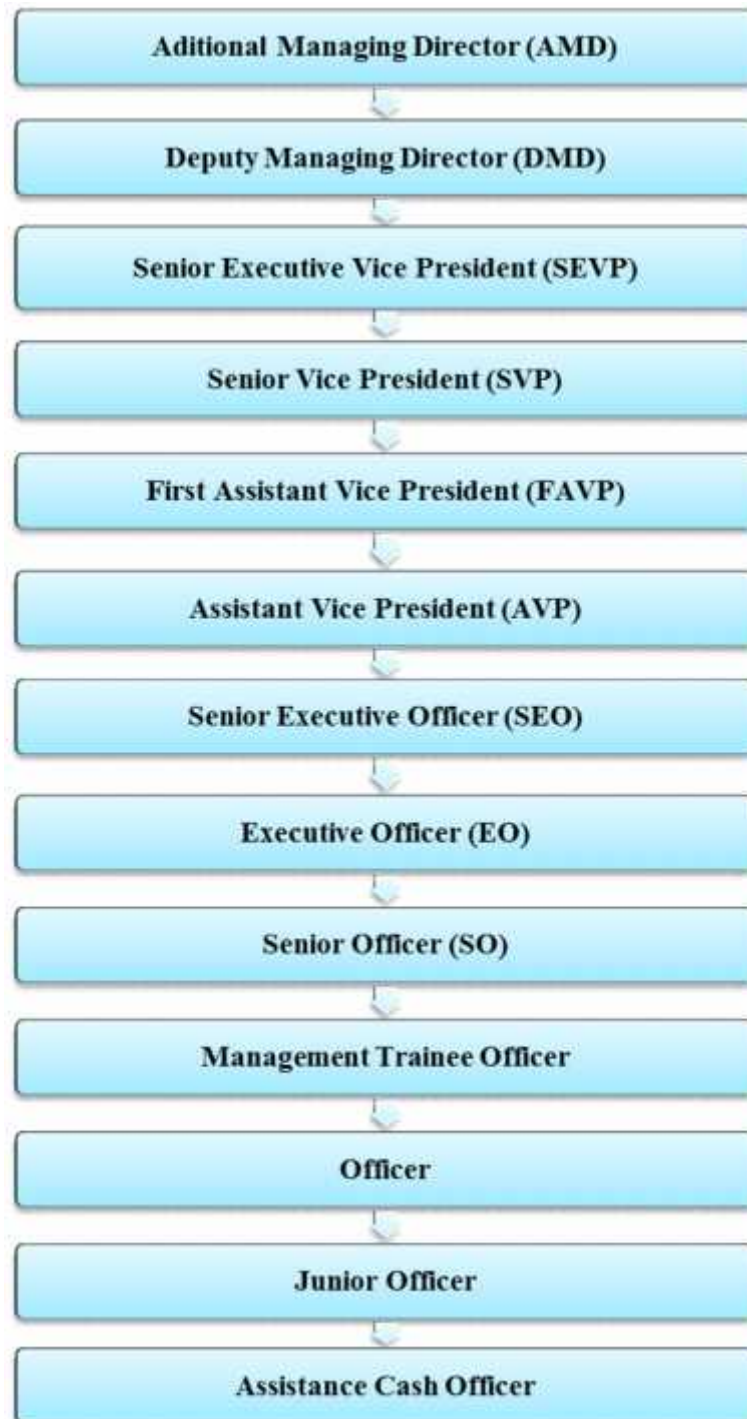 Aditional Managing Director (AMD)
Deputy Managing Director (DMD)
Senior Executive Vice President (SEVP)
Senior Vice President (SVP)
First Assistant Vice President (FAVP)
Assistant Vice President (AVP)
Senior Executive Officer (SEO)
Executive Officer (EO)
Senior Officer (SO)
Management Trainee Officer
Officer
Junior Officer
Assistance Cash Officer